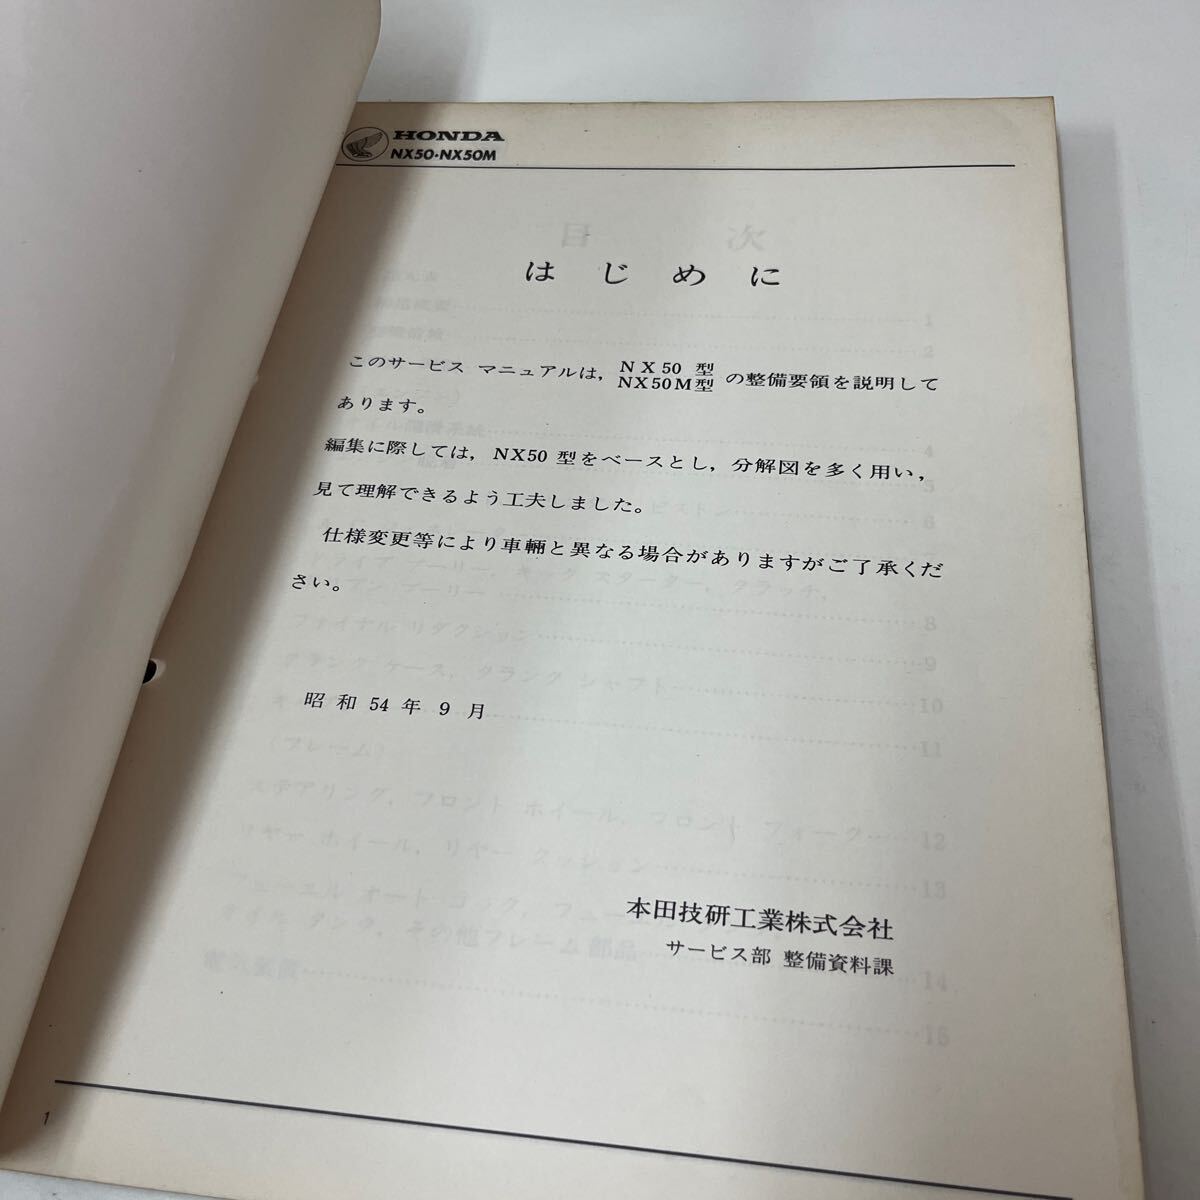 HONDA
NX50・NX50M
目 次
はじめに
このサービス マニュアルは，NX50 型 NX50M型 の整備要領を説明して
あります。
編集に際しては，NX50 型をベースとし，分解図を多く用い，
見て理解できるよう工夫しました。
仕様変更等により車輛と異なる場合がありますがご了承くだ
さい。
昭和 54 年 9 月
本田技研工業株式会社
サービス部 整備資料課
1